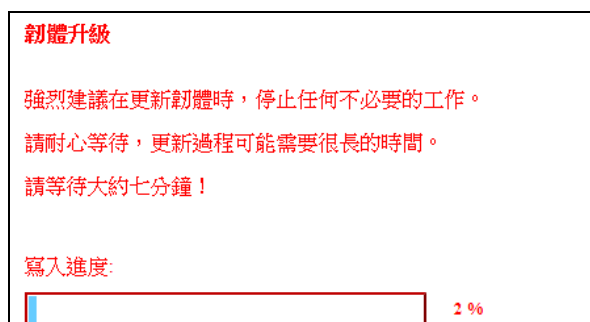 韌體升級
強烈建議在更新韌體時，停止任何不必要的工作。
請耐心等待，更新過程可能需要很長的時間。
請等待大約七分鐘！
寫入進度:
2 %